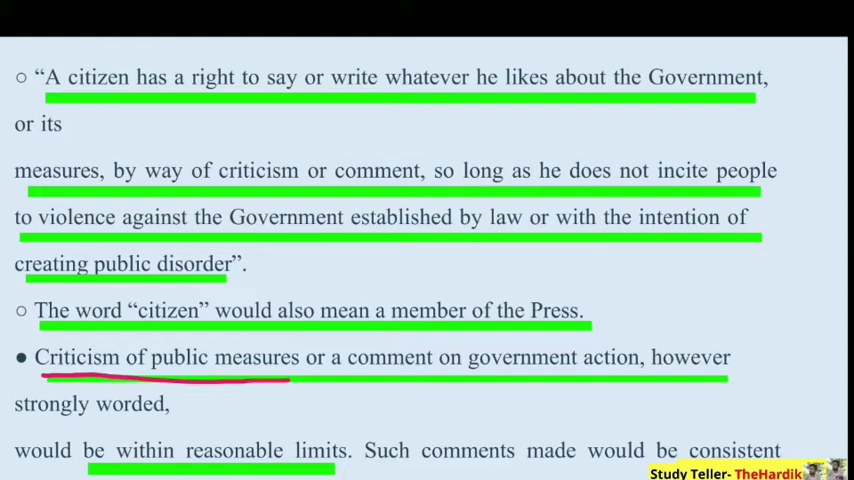 ○ “A citizen has a right to say or write whatever he likes about the Government,
or its
measures, by way of criticism or comment, so long as he does not incite people
to violence against the Government established by law or with the intention of
creating public disorder”.
○ The word “citizen” would also mean a member of the Press.
● Criticism of public measures or a comment on government action, however
strongly worded,
would be within reasonable limits. Such comments made would be consistent
Study Teller- TheHardik